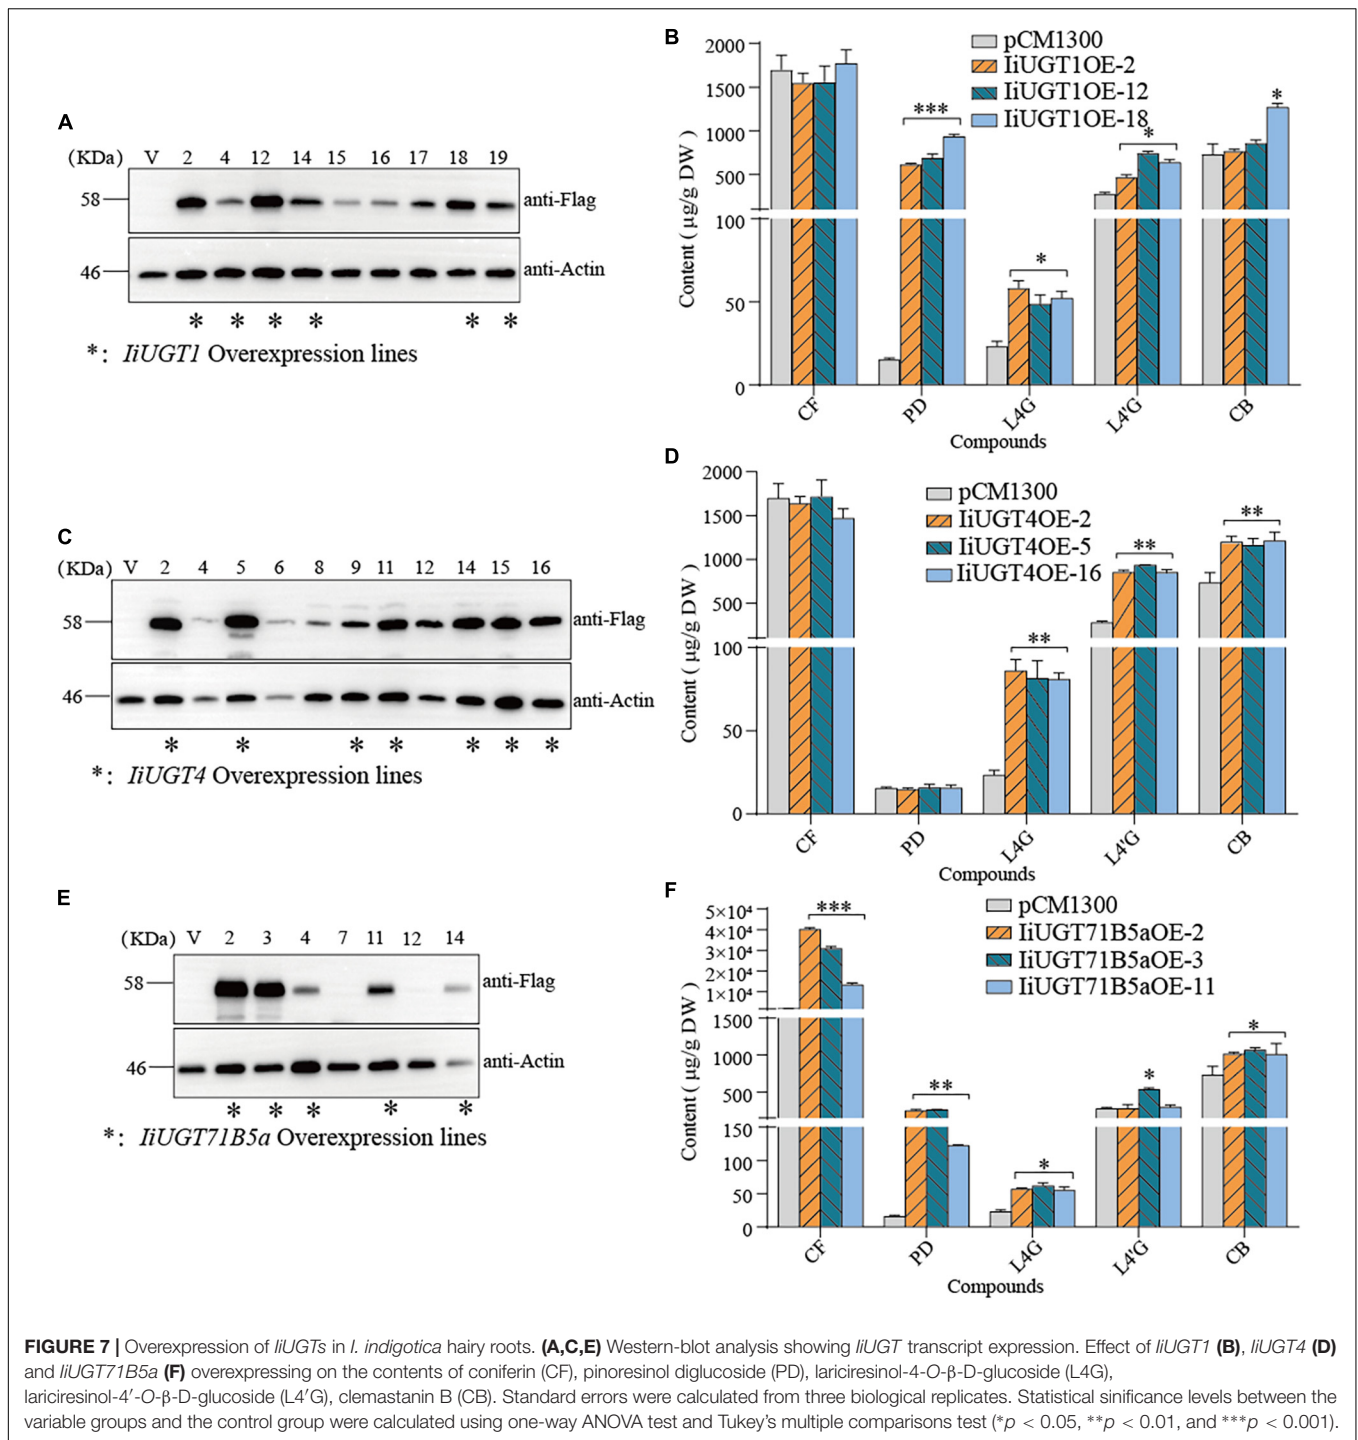 A
(KDa) V 2 4 12 14 15 16 17 18 19
58
anti-Flag
46
anti-Actin
* * * * * *
*: IiUGT1 Overexpression lines
B
pCM1300
IiUGT1OE-2
IiUGT1OE-12
IiUGT1OE-18
2000
1500
1000
500
100
50
0
Content ( μg/g DW )
***
*
*
*
CF PD L4G L4'G CB
Compounds
C
(KDa) V 2 4 5 6 8 9 11 12 14 15 16
58
anti-Flag
46
anti-Actin
* * * * * * *
*: IiUGT4 Overexpression lines
D
pCM1300
IiUGT4OE-2
IiUGT4OE-5
IiUGT4OE-16
2000
1500
1000
500
100
50
0
Content ( μg/g DW )
**
**
**
CF PD L4G L4'G CB
Compounds
E
(KDa) V 2 3 4 7 11 12 14
58
anti-Flag
46
anti-Actin
* * * * *
*: IiUGT71B5a Overexpression lines
F
pCM1300
IiUGT71B5aOE-2
IiUGT71B5aOE-3
IiUGT71B5aOE-11
5×10⁴
4×10⁴
3×10⁴
2×10⁴
1×10⁴
1500
1000
500
150
100
50
0
Content ( μg/g DW )
***
**
*
*
*
CF PD L4G L4'G CB
Compounds
FIGURE 7 | Overexpression of IiUGTs in I. indigotica hairy roots. (A,C,E) Western-blot analysis showing IiUGT transcript expression. Effect of IiUGT1 (B), IiUGT4 (D)
and IiUGT71B5a (F) overexpressing on the contents of coniferin (CF), pinoresinol diglucoside (PD), lariciresinol-4-O-β-D-glucoside (L4G),
lariciresinol-4′-O-β-D-glucoside (L4′G), clemastanin B (CB). Standard errors were calculated from three biological replicates. Statistical sinificance levels between the
variable groups and the control group were calculated using one-way ANOVA test and Tukey's multiple comparisons test (*p < 0.05, **p < 0.01, and ***p < 0.001).